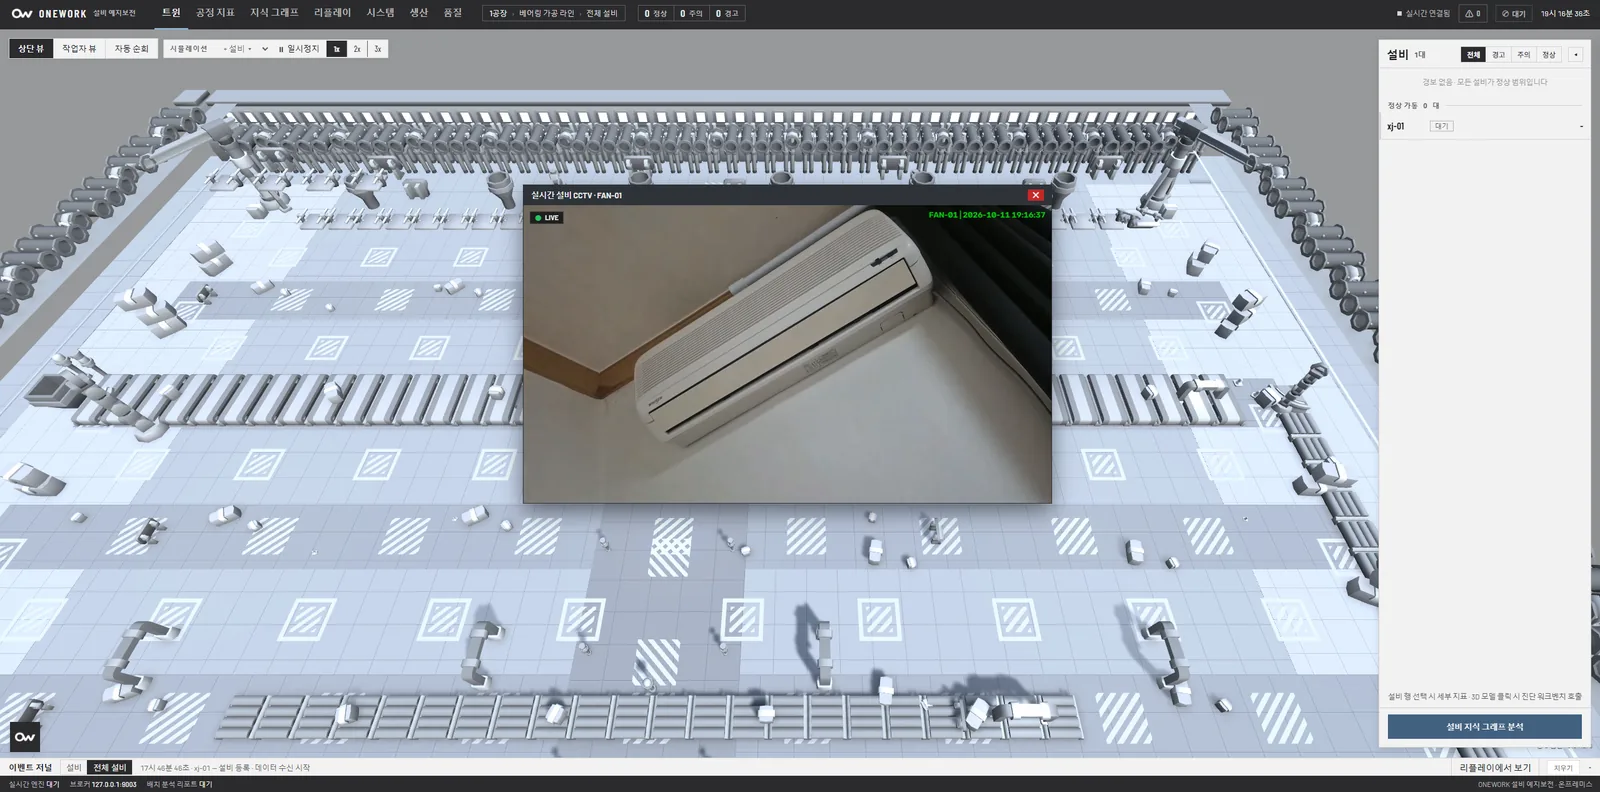 OW ONEWORK 설비 예지보전 트윈 공정 지표 지식 그래프 리플레이 시스템 생산 품질 1공장 › 베어링 가공 라인 › 전체 설비 0 정상 0 주의 0 경고 실시간 연결됨 0 대기 19시 16분 36초
상단 뷰 작업자 뷰 자동 순회 시뮬레이션 설비 일시정지 1x 2x 3x
설비 1대 전체 경고 주의 정상
경보 없음 · 모든 설비가 정상 범위입니다
정상 가동 0 대
xj-01 대기 -
실시간 설비 CCTV · FAN-01
LIVE
FAN-01 | 2026-10-11 19:16:37
설비 행 선택 시 세부 지표 · 3D 모델 클릭 시 진단 워크벤치 호출
설비 지식 그래프 분석
OW
이벤트 저널 설비 전체 설비 17시 46분 46초 · xj-01 – 설비 등록 · 데이터 수신 시작 리플레이에서 보기 지우기
실시간 엔진 대기 브로커 127.0.0.1:9003 배치 분석 리포트 대기 ONEWORK 설비 예지보전 · 온프레미스